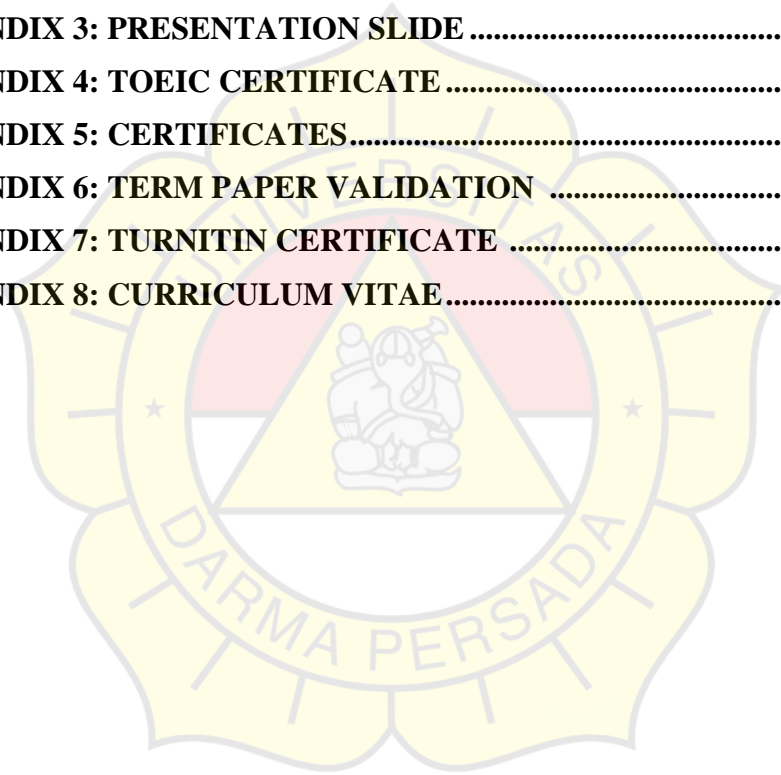 NDIX 3: PRESENTATION SLIDE .......................................
NDIX 4: TOEIC CERTIFICATE ..........................................
NDIX 5: CERTIFICATES......................................................
NDIX 6: TERM PAPER VALIDATION .............................
NDIX 7: TURNITIN CERTIFICATE ..................................
NDIX 8: CURRICULUM VITAE..........................................
UNIVERSITAS
DARMA PERSADA